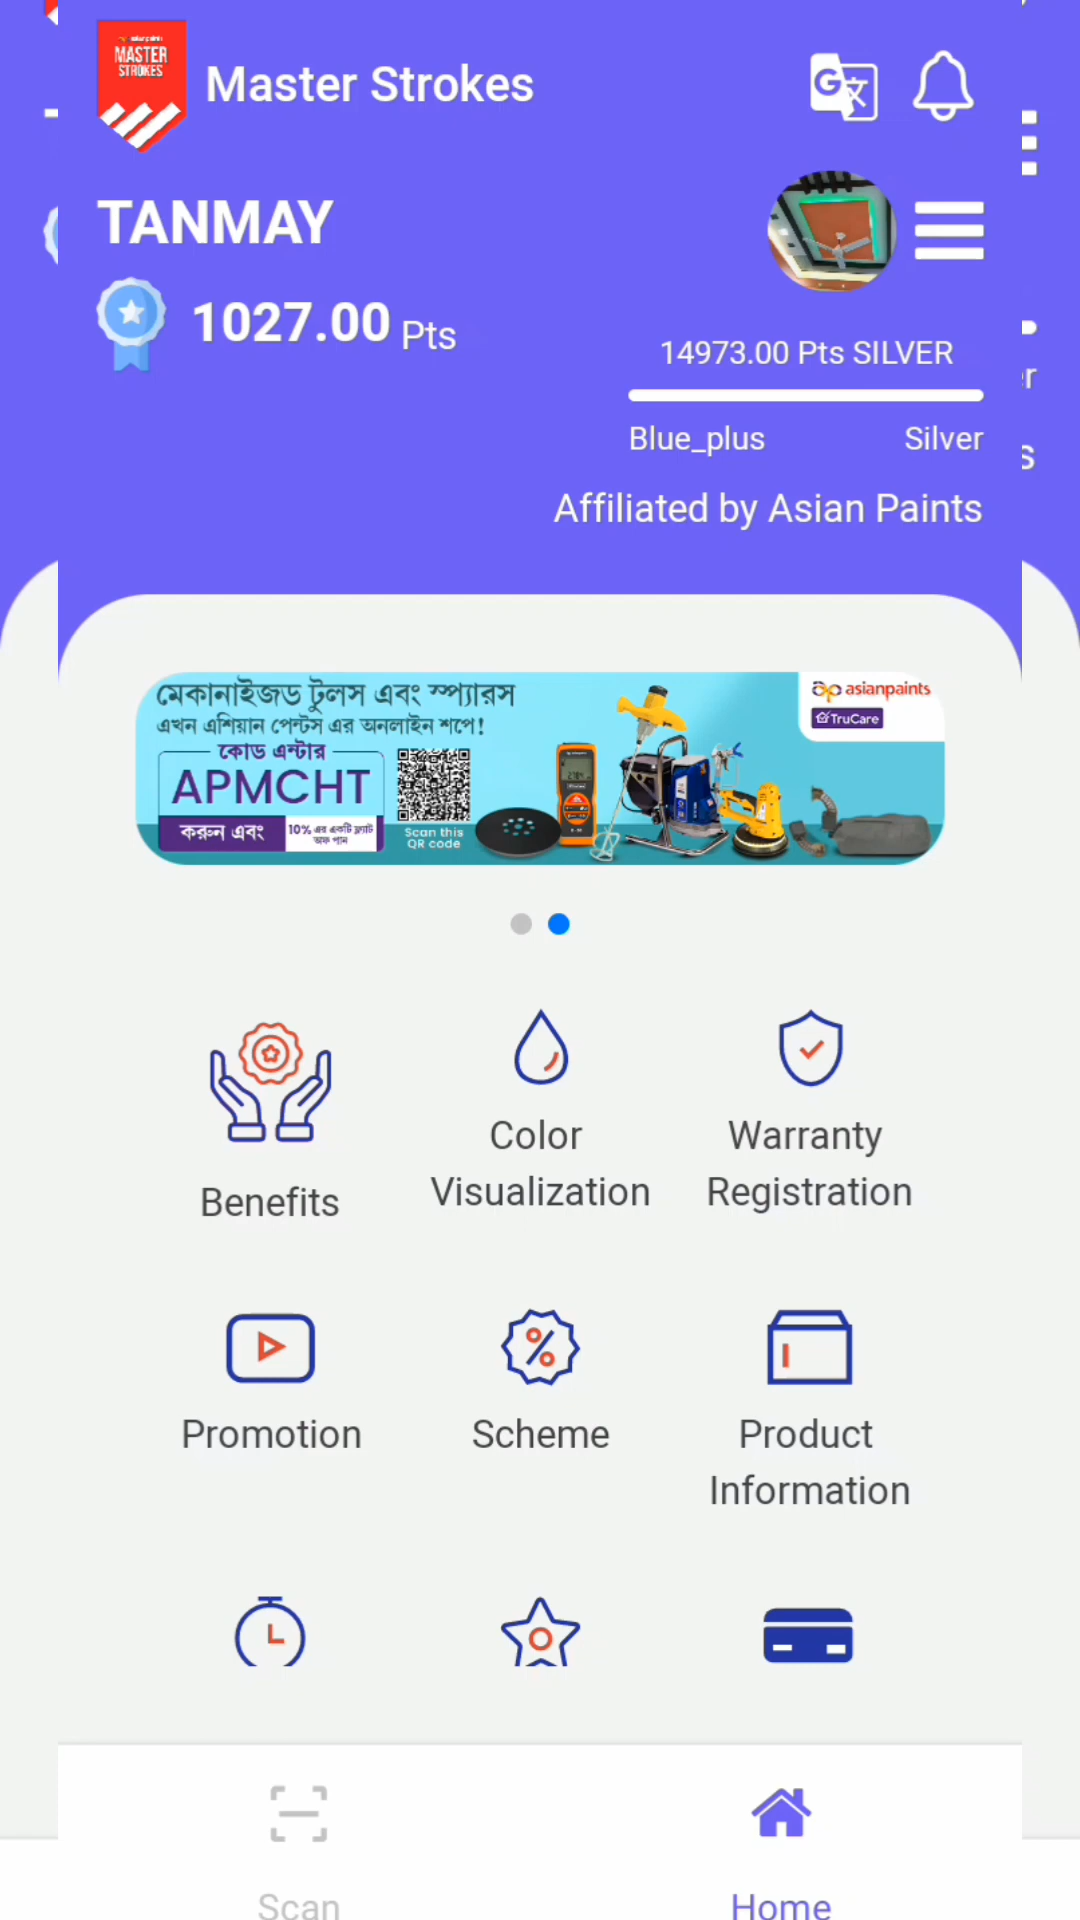 MASTER
STROKES
Master Strokes
TANMAY
1027.00 Pts
14973.00 Pts SILVER
Blue_plus
Silver
Affiliated by Asian Paints
মেকানাইজড টুলস এবং স্প্যারস
এখন এশিয়ান পেন্টস এর অনলাইন শপে!
কোড এন্টার
APMCHT
করুন এবং
10% এর একটি ফ্ল্যাট
অফ পান
Scan this
QR code
asianpaints
TruCare
Benefits
Color
Visualization
Warranty
Registration
Promotion
Scheme
Product
Information
Scan
Home